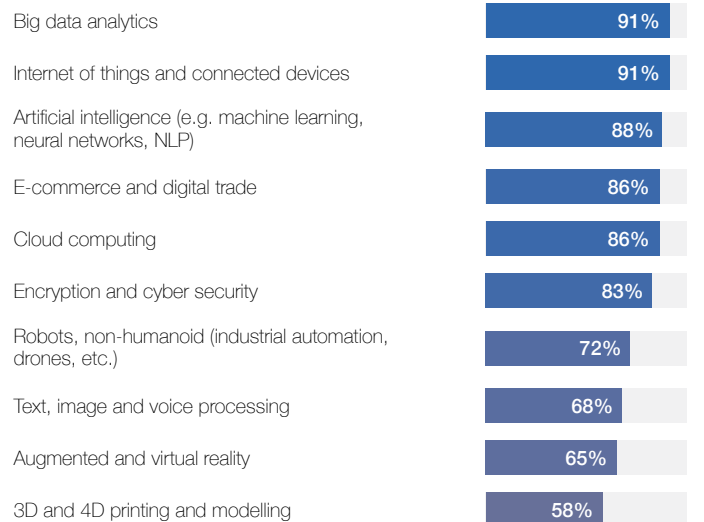 Big data analytics 91%
Internet of things and connected devices 91%
Artificial intelligence (e.g. machine learning,
neural networks, NLP) 88%
E-commerce and digital trade 86%
Cloud computing 86%
Encryption and cyber security 83%
Robots, non-humanoid (industrial automation,
drones, etc.) 72%
Text, image and voice processing 68%
Augmented and virtual reality 65%
3D and 4D printing and modelling 58%